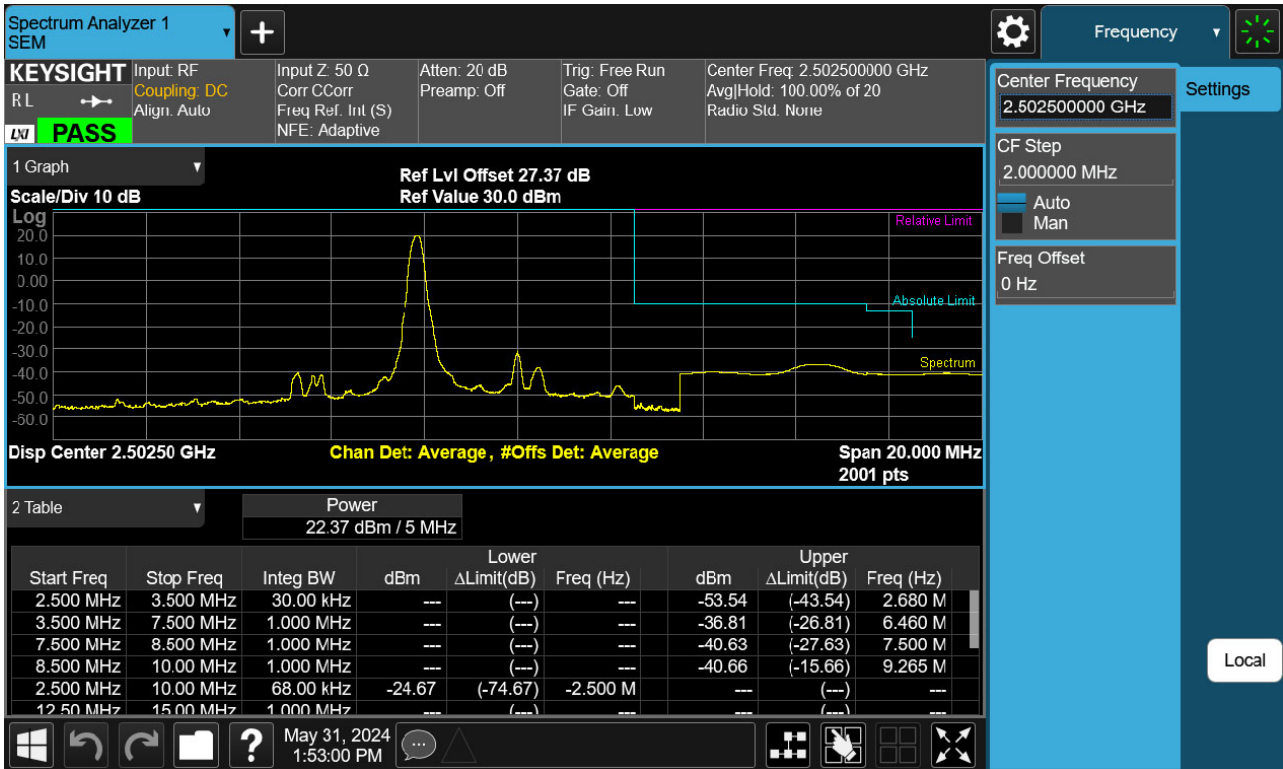 Spectrum Analyzer 1
SEM
Frequency
KEYSIGHT
R L
LXI
PASS
Input: RF
Coupling: DC
Align: Auto
Input Z: 50 Ω
Corr CCorr
Freq Ref: Int (S)
NFE: Adaptive
Atten: 20 dB
Preamp: Off
Trig: Free Run
Gate: Off
IF Gain: Low
Center Freq: 2.502500000 GHz
Avg|Hold: 100.00% of 20
Radio Std: None
Center Frequency
2.502500000 GHz
Settings
CF Step
2.000000 MHz
Auto
Man
Freq Offset
0 Hz
Local
1 Graph
Scale/Div 10 dB
Ref Lvl Offset 27.37 dB
Ref Value 30.0 dBm
Log
Relative Limit
20.0
10.0
0.00
-10.0
Absolute Limit
-20.0
-30.0
Spectrum
-40.0
-50.0
-60.0
Disp Center 2.50250 GHz
Chan Det: Average , #Offs Det: Average
Span 20.000 MHz
2001 pts
2 Table
Power
22.37 dBm / 5 MHz
Lower Upper
Start Freq Stop Freq Integ BW dBm ΔLimit(dB) Freq (Hz) dBm ΔLimit(dB) Freq (Hz)
2.500 MHz 3.500 MHz 30.00 kHz --- (---) --- -53.54 (-43.54) 2.680 M
3.500 MHz 7.500 MHz 1.000 MHz --- (---) --- -36.81 (-26.81) 6.460 M
7.500 MHz 8.500 MHz 1.000 MHz --- (---) --- -40.63 (-27.63) 7.500 M
8.500 MHz 10.00 MHz 1.000 MHz --- (---) --- -40.66 (-15.66) 9.265 M
2.500 MHz 10.00 MHz 68.00 kHz -24.67 (-74.67) -2.500 M --- (---) ---
12.50 MHz 15.00 MHz 1.000 MHz --- (---) --- --- (---) ---
May 31, 2024
1:53:00 PM